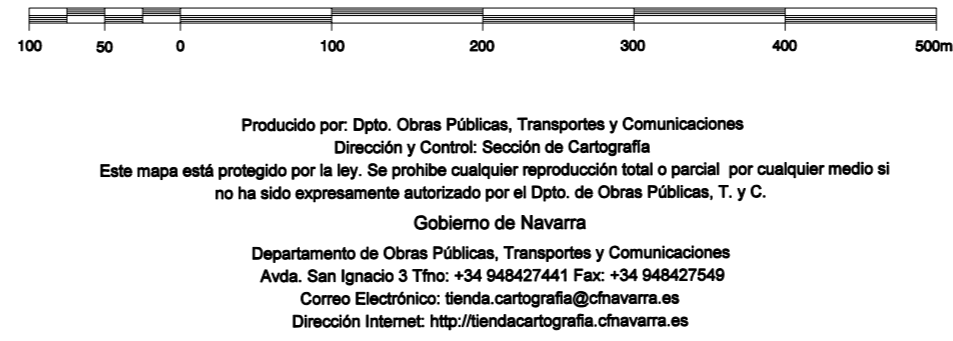 100 50 0 100 200 300 400 500m
Producido por: Dpto. Obras Públicas, Transportes y Comunicaciones
Dirección y Control: Sección de Cartografía
Este mapa está protegido por la ley. Se prohibe cualquier reproducción total o parcial por cualquier medio si
no ha sido expresamente autorizado por el Dpto. de Obras Públicas, T. y C.
Gobierno de Navarra
Departamento de Obras Públicas, Transportes y Comunicaciones
Avda. San Ignacio 3 Tfno: +34 948427441 Fax: +34 948427549
Correo Electrónico: tienda.cartografia@cfnavarra.es
Dirección Internet: http://tiendacartografia.cfnavarra.es